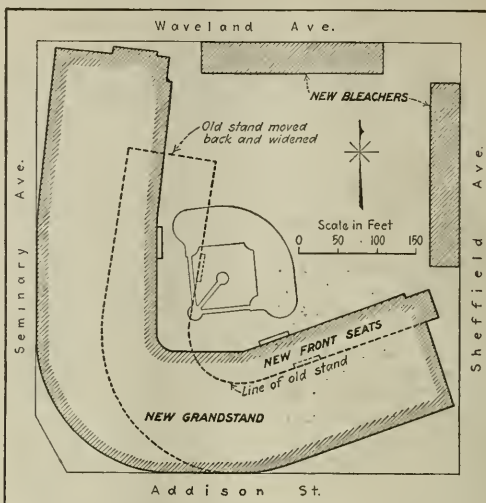 Waveland Ave.
NEW BLEACHERS
Old stand moved
back and widened
Seminary Ave.
Sheffield Ave.
Scale in Feet
0 50 100 150
NEW FRONT SEATS
Line of old stand
NEW GRANDSTAND
Addison St.